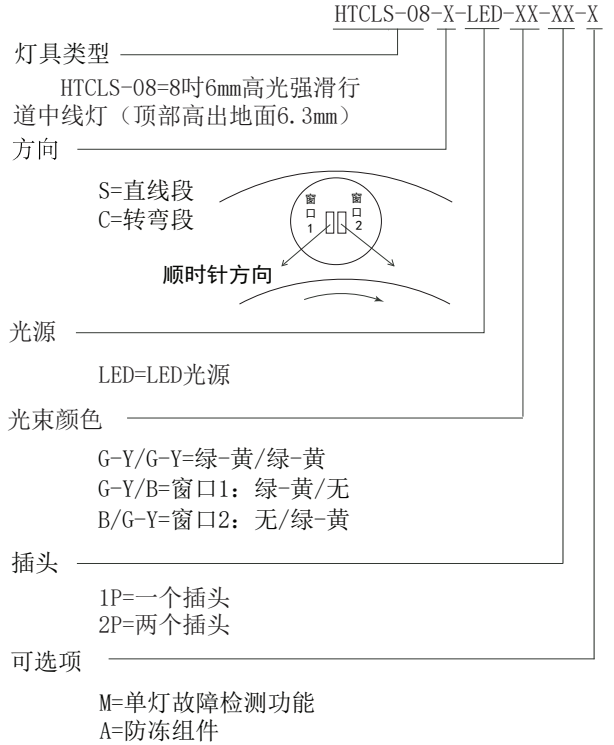 HTCLS-08-X-LED-XX-XX-X
灯具类型
HTCLS-08=8吋6mm高光强滑行
道中线灯（顶部高出地面6.3mm）
方向
S=直线段
C=转弯段
窗口1
窗口2
顺时针方向
光源
LED=LED光源
光束颜色
G-Y/G-Y=绿-黄/绿-黄
G-Y/B=窗口1：绿-黄/无
B/G-Y=窗口2：无/绿-黄
插头
1P=一个插头
2P=两个插头
可选项
M=单灯故障检测功能
A=防冻组件